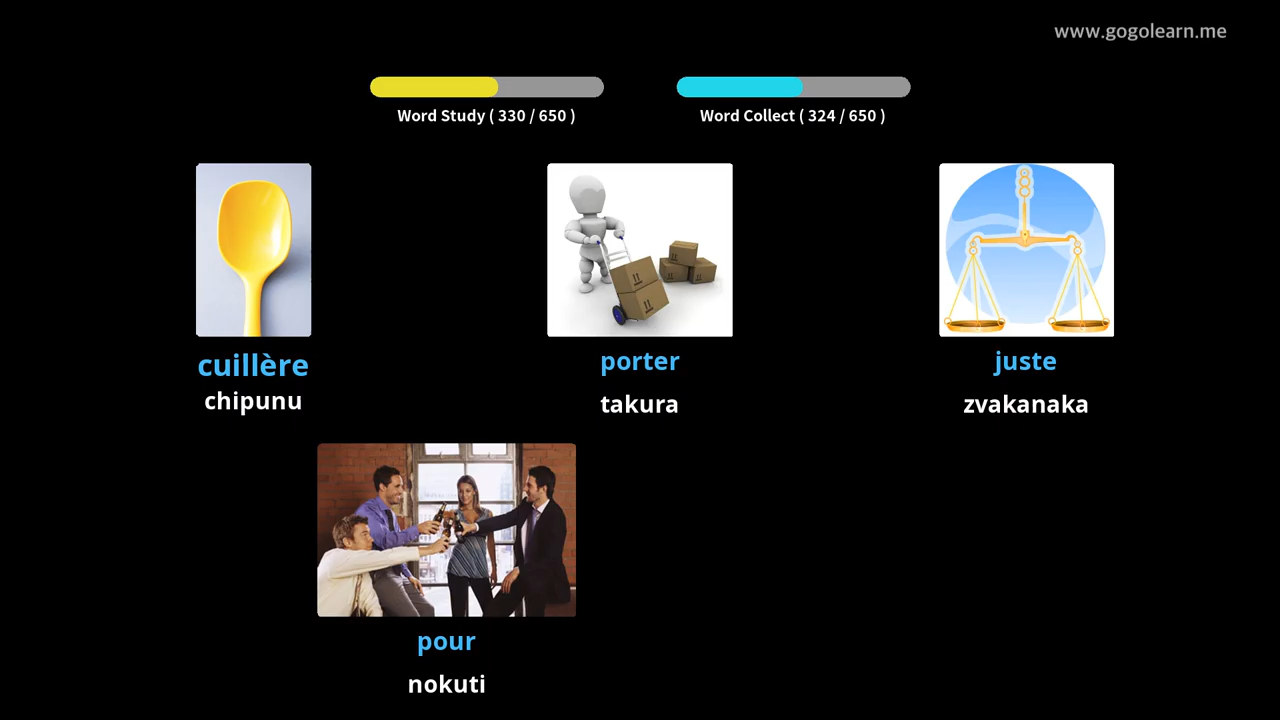 www.gogolearn.me
Word Study ( 330 / 650 )
Word Collect ( 324 / 650 )
cuillère
chipunu
porter
takura
juste
zvakanaka
pour
nokuti